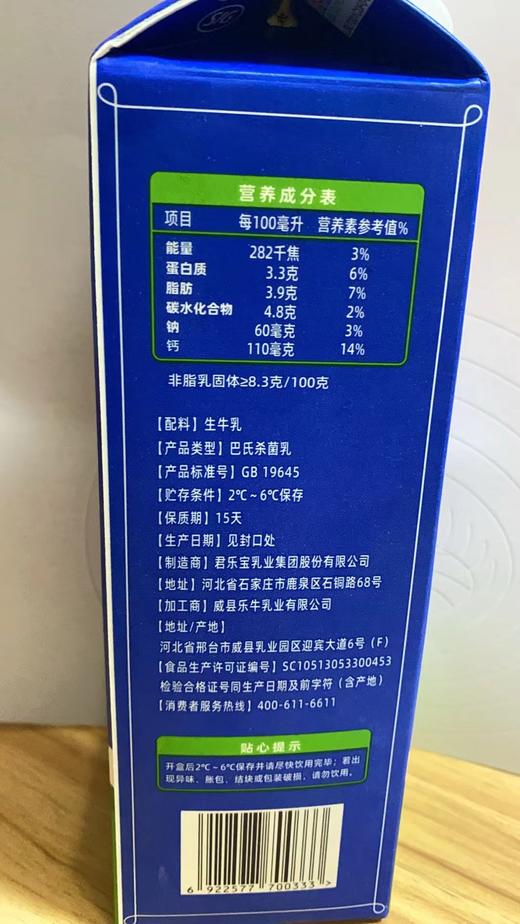 营养成分表
项目 每100毫升 营养素参考值%
能量 282千焦 3%
蛋白质 3.3克 6%
脂肪 3.9克 7%
碳水化合物 4.8克 2%
钠 60毫克 3%
钙 110毫克 14%
非脂乳固体≥8.3克/100克
【配料】生牛乳
【产品类型】巴氏杀菌乳
【产品标准号】GB 19645
【贮存条件】2℃~6℃保存
【保质期】15天
【生产日期】见封口处
【制造商】君乐宝乳业集团股份有限公司
【地址】河北省石家庄市鹿泉区石铜路68号
【加工商】威县乐牛乳业有限公司
【地址/产地】
河北省邢台市威县乳业园区迎宾大道6号（F）
【食品生产许可证编号】SC10513053300453
检验合格证号同生产日期及前字符（含产地）
【消费者服务热线】400-611-6611
贴心提示
开盒后2℃~6℃保存并请尽快饮用完毕；若出
现异味、胀包、结块或包装破损，请勿饮用。
6 922577 700333 >